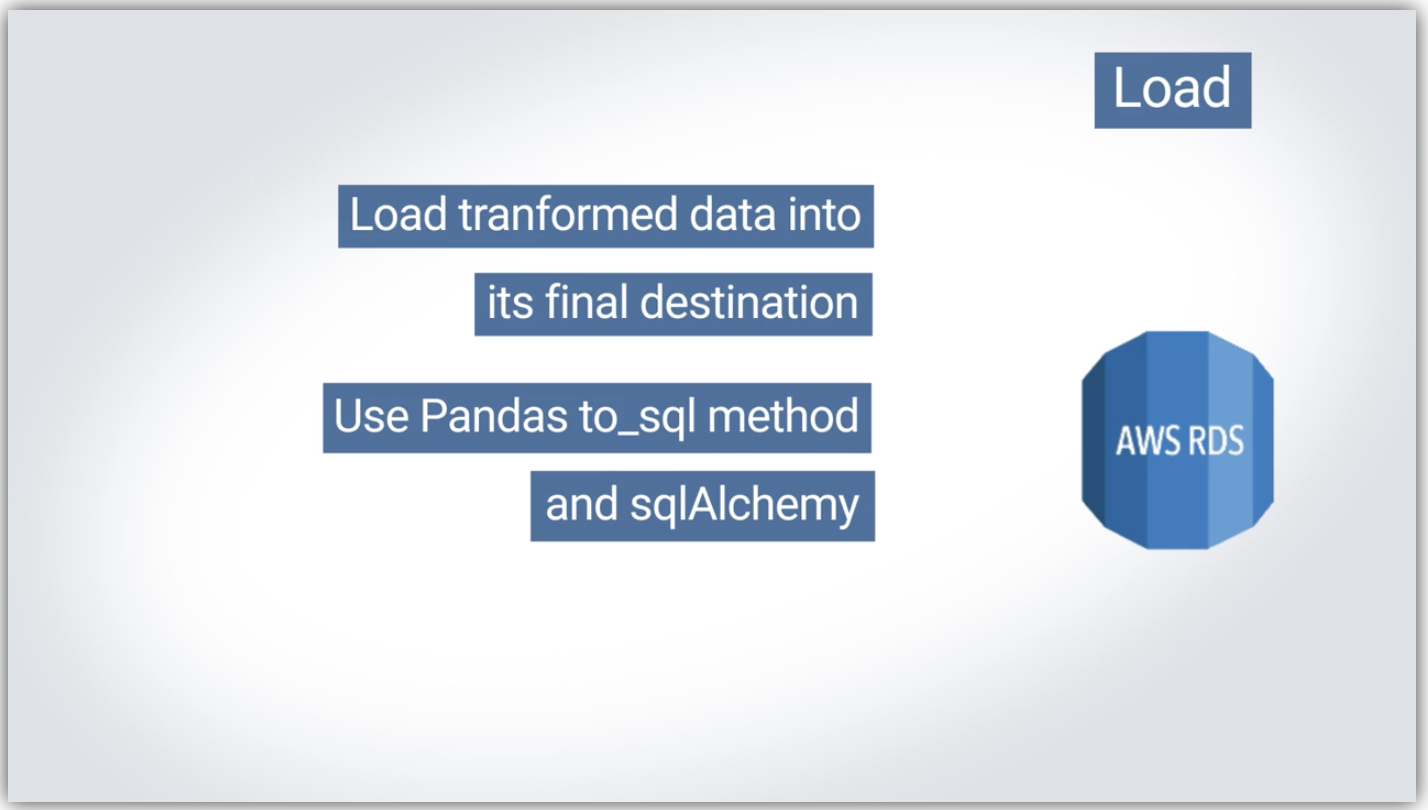 Load
Load tranformed data into
its final destination
Use Pandas to_sql method
and sqlAlchemy
AWS RDS